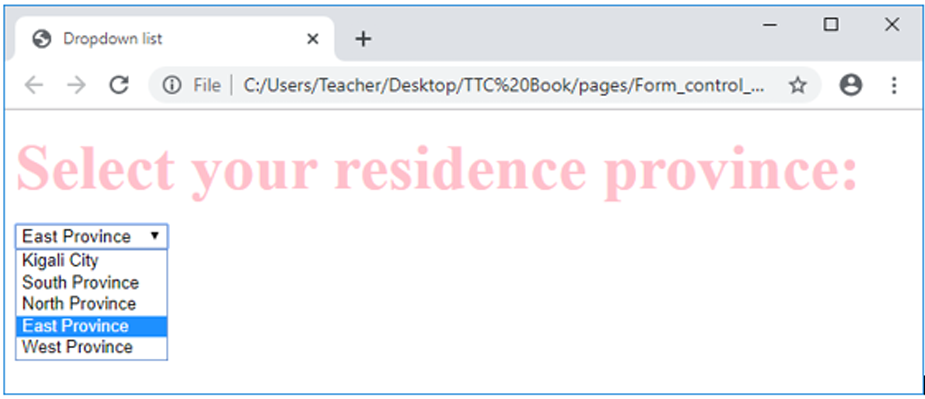 Dropdown list
File C:/Users/Teacher/Desktop/TTC%20Book/pages/Form_control_...
Select your residence province:
East Province
Kigali City
South Province
North Province
East Province
West Province